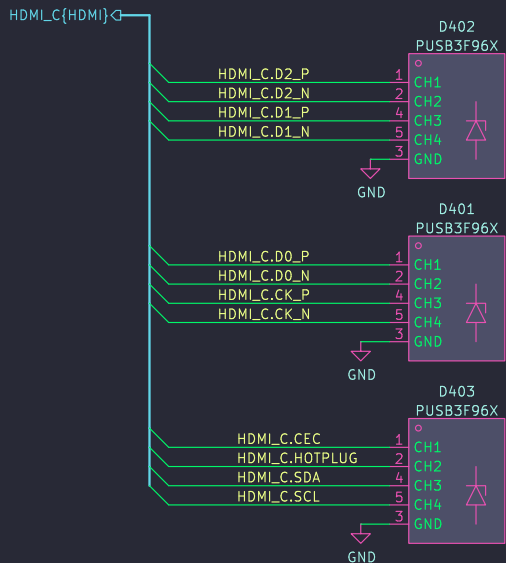 HDMI_C{HDMI}
D402
PUSB3F96X
HDMI_C.D2_P 1 CH1
HDMI_C.D2_N 2 CH2
HDMI_C.D1_P 4 CH3
HDMI_C.D1_N 5 CH4
3 GND
GND
D401
PUSB3F96X
HDMI_C.D0_P 1 CH1
HDMI_C.D0_N 2 CH2
HDMI_C.CK_P 4 CH3
HDMI_C.CK_N 5 CH4
3 GND
GND
D403
PUSB3F96X
HDMI_C.CEC 1 CH1
HDMI_C.HOTPLUG 2 CH2
HDMI_C.SDA 4 CH3
HDMI_C.SCL 5 CH4
3 GND
GND